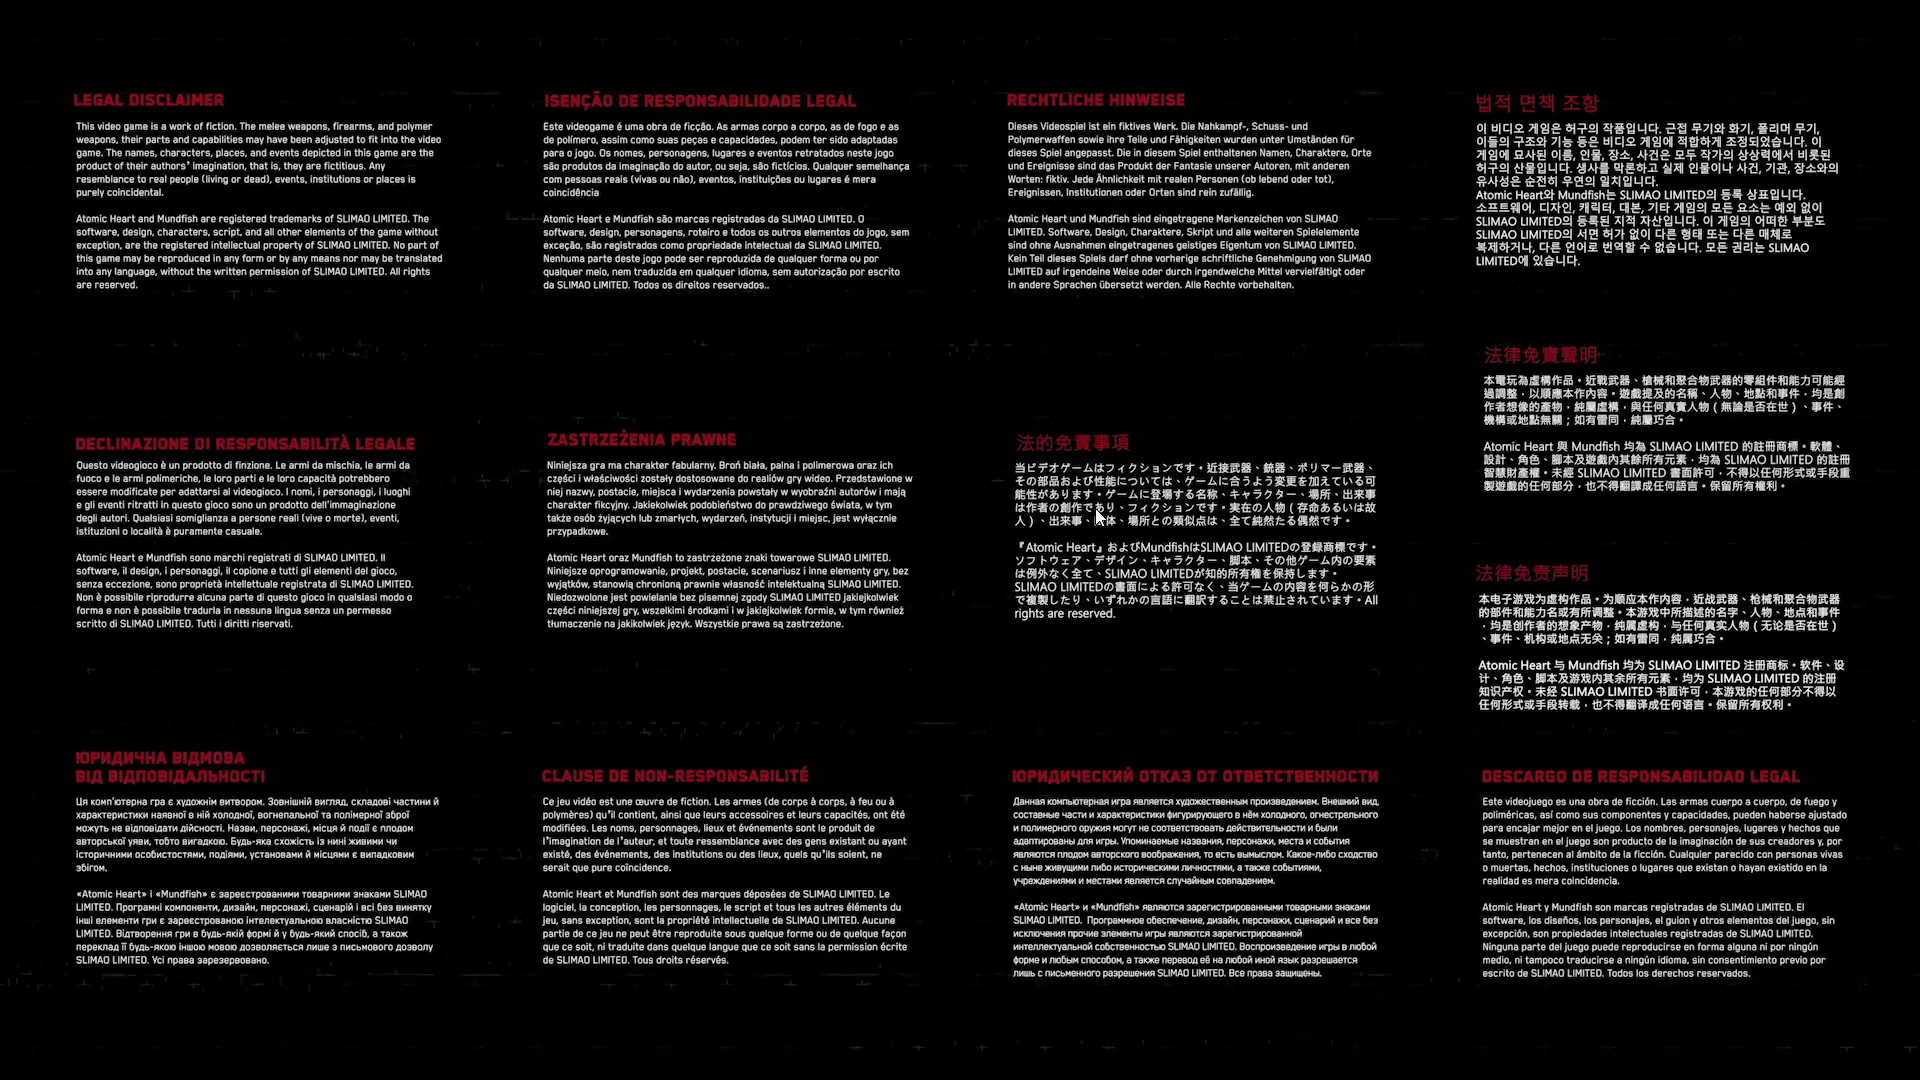 LEGAL DISCLAIMER
This video game is a work of fiction. The melee weapons, firearms, and polymer
weapons, their parts and capabilities may have been adjusted to fit into the video
game. The names, characters, places, and events depicted in this game are the
product of their authors' imagination, that is, they are fictitious. Any
resemblance to real people (living or dead), events, institutions or places is
purely coincidental.
Atomic Heart and Mundfish are registered trademarks of SLIMAO LIMITED. The
software, design, characters, script, and all other elements of the game without
exception, are the registered intellectual property of SLIMAO LIMITED. No part of
this game may be reproduced in any form or by any means nor may be translated
into any language, without the written permission of SLIMAO LIMITED. All rights
are reserved.
ISENÇÃO DE RESPONSABILIDADE LEGAL
Este videogame é uma obra de ficção. As armas corpo a corpo, as de fogo e as
de polímero, assim como suas peças e capacidades, podem ter sido adaptadas
para o jogo. Os nomes, personagens, lugares e eventos retratados neste jogo
são produtos da imaginação do autor, ou seja, são fictícios. Qualquer semelhança
com pessoas reais (vivas ou não), eventos, instituições ou lugares é mera
coincidência
Atomic Heart e Mundfish são marcas registradas da SLIMAO LIMITED. O
software, design, personagens, roteiro e todos os outros elementos do jogo, sem
exceção, são registrados como propriedade intelectual da SLIMAO LIMITED.
Nenhuma parte deste jogo pode ser reproduzida de qualquer forma ou por
qualquer meio, nem traduzida em qualquer idioma, sem autorização por escrito
da SLIMAO LIMITED. Todos os direitos reservados..
RECHTLICHE HINWEISE
Dieses Videospiel ist ein fiktives Werk. Die Nahkampf-, Schuss- und
Polymerwaffen sowie ihre Teile und Fähigkeiten wurden unter Umständen für
dieses Spiel angepasst. Die in diesem Spiel enthaltenen Namen, Charaktere, Orte
und Ereignisse sind das Produkt der Fantasie unserer Autoren, mit anderen
Worten: fiktiv. Jede Ähnlichkeit mit realen Personen (ob lebend oder tot),
Ereignissen, Institutionen oder Orten sind rein zufällig.
Atomic Heart und Mundfish sind eingetragene Markenzeichen von SLIMAO
LIMITED. Software, Design, Charaktere, Skript und alle weiteren Spielelemente
sind ohne Ausnahmen eingetragenes geistiges Eigentum von SLIMAO LIMITED.
Kein Teil dieses Spiels darf ohne vorherige schriftliche Genehmigung von SLIMAO
LIMITED auf irgendeine Weise oder durch irgendwelche Mittel vervielfältigt oder
in andere Sprachen übersetzt werden. Alle Rechte vorbehalten.
법적 면책 조항
이 비디오 게임은 허구의 작품입니다. 근접 무기와 화기, 폴리머 무기,
이들의 구조와 기능 등은 비디오 게임에 적합하게 조정되었습니다. 이
게임에 묘사된 이름, 인물, 장소, 사건은 모두 작가의 상상력에서 비롯된
허구의 산물입니다. 생사를 막론하고 실제 인물이나 사건, 기관, 장소와의
유사성은 순전히 우연의 일치입니다.
Atomic Heart와 Mundfish는 SLIMAO LIMITED의 등록 상표입니다.
소프트웨어, 디자인, 캐릭터, 대본, 기타 게임의 모든 요소는 예외 없이
SLIMAO LIMITED의 등록된 지적 자산입니다. 이 게임의 어떠한 부분도
SLIMAO LIMITED의 서면 허가 없이 다른 형태 또는 다른 매체로
복제하거나, 다른 언어로 번역할 수 없습니다. 모든 권리는 SLIMAO
LIMITED에 있습니다.
法律免責聲明
本電玩為虛構作品。近戰武器、槍械和聚合物武器的零組件和能力可能經
過調整,以順應本作內容。遊戲提及的名稱、人物、地點和事件,均是創
作者想像的產物,純屬虛構,與任何真實人物(無論是否在世)、事件、
機構或地點無關;如有雷同,純屬巧合。
Atomic Heart 與 Mundfish 均為 SLIMAO LIMITED 的註冊商標。軟體、
設計、角色、腳本及遊戲內其餘所有元素,均為 SLIMAO LIMITED 的註冊
智慧財產權。未經 SLIMAO LIMITED 書面許可,不得以任何形式或手段重
製遊戲的任何部分,也不得翻譯成任何語言。保留所有權利。
DECLINAZIONE DI RESPONSABILITÀ LEGALE
Questo videogioco è un prodotto di finzione. Le armi da mischia, le armi da
fuoco e le armi polimeriche, le loro parti e le loro capacità potrebbero
essere modificate per adattarsi al videogioco. I nomi, i personaggi, i luoghi
e gli eventi ritratti in questo gioco sono un prodotto dell'immaginazione
degli autori. Qualsiasi somiglianza a persone reali (vive o morte), eventi,
istituzioni o località è puramente casuale.
Atomic Heart e Mundfish sono marchi registrati di SLIMAO LIMITED. Il
software, il design, i personaggi, il copione e tutti gli elementi del gioco,
senza eccezione, sono proprietà intellettuale registrata di SLIMAO LIMITED.
Non è possibile riprodurre alcuna parte di questo gioco in qualsiasi modo o
forma e non è possibile tradurla in nessuna lingua senza un permesso
scritto di SLIMAO LIMITED. Tutti i diritti riservati.
ZASTRZEŻENIA PRAWNE
Niniejsza gra ma charakter fabularny. Broń biała, palna i polimerowa oraz ich
części i właściwości zostały dostosowane do realiów gry wideo. Przedstawione w
niej nazwy, postacie, miejsca i wydarzenia powstały w wyobraźni autorów i mają
charakter fikcyjny. Jakiekolwiek podobieństwo do prawdziwego świata, w tym
także osób żyjących lub zmarłych, wydarzeń, instytucji i miejsc, jest wyłącznie
przypadkowe.
Atomic Heart oraz Mundfish to zastrzeżone znaki towarowe SLIMAO LIMITED.
Niniejsze oprogramowanie, projekt, postacie, scenariusz i inne elementy gry, bez
wyjątków, stanowią chronioną prawnie własność intelektualną SLIMAO LIMITED.
Niedozwolone jest powielanie bez pisemnej zgody SLIMAO LIMITED jakiejkolwiek
części niniejszej gry, wszelkimi środkami i w jakiejkolwiek formie, w tym również
tłumaczenie na jakikolwiek język. Wszystkie prawa są zastrzeżone.
法的免責事項
当ビデオゲームはフィクションです。近接武器、銃器、ポリマー武器、
その部品および性能については、ゲームに合うよう変更を加えている可
能性があります。ゲームに登場する名称、キャラクター、場所、出来事
は作者の創作であり、フィクションです。実在の人物(存命あるいは故
人)、出来事、体、場所との類似点は、全て純然たる偶然です。
『Atomic Heart』およびMundfishはSLIMAO LIMITEDの登録商標です。
ソフトウェア、デザイン、キャラクター、脚本、その他ゲーム内の要素
は例外なく全て、SLIMAO LIMITEDが知的所有権を保持します。
SLIMAO LIMITEDの書面による許可なく、当ゲームの内容を何らかの形
で複製したり、いずれかの言語に翻訳することは禁止されています。All
rights are reserved.
法律免责声明
本电子游戏为虚构作品。为顺应本作内容,近战武器、枪械和聚合物武器
的部件和能力名或有所调整。本游戏中所描述的名字、人物、地点和事件
,均是创作者的想象产物,纯属虚构,与任何真实人物(无论是否在世)
、事件、机构或地点无关;如有雷同,纯属巧合。
Atomic Heart 与 Mundfish 均为 SLIMAO LIMITED 注册商标。软件、设
计、角色、脚本及游戏内其余所有元素,均为 SLIMAO LIMITED 的注册
知识产权。未经 SLIMAO LIMITED 书面许可,本游戏的任何部分不得以
任何形式或手段转载,也不得翻译成任何语言。保留所有权利。
ЮРИДИЧНА ВІДМОВА
ВІД ВІДПОВІДАЛЬНОСТІ
Ця комп'ютерна гра є художнім витвором. Зовнішній вигляд, складові частини й
характеристики наявної в ній холодної, вогнепальної та полімерної зброї
можуть не відповідати дійсності. Назви, персонажі, місця й події є плодом
авторської уяви, тобто вигадкою. Будь-яка схожість із нині живими чи
історичними особистостями, подіями, установами й місцями є випадковим
збігом.
«Atomic Heart» і «Mundfish» є зареєстрованими товарними знаками SLIMAO
LIMITED. Програмні компоненти, дизайн, персонажі, сценарій і всі без винятку
інші елементи гри є зареєстрованою інтелектуальною власністю SLIMAO
LIMITED. Відтворення гри в будь-якій формі й у будь-який спосіб, а також
переклад її будь-якою іншою мовою дозволяється лише з письмового дозволу
SLIMAO LIMITED. Усі права зарезервовано.
CLAUSE DE NON-RESPONSABILITÉ
Ce jeu vidéo est une œuvre de fiction. Les armes (de corps à corps, à feu ou à
polymères) qu'il contient, ainsi que leurs accessoires et leurs capacités, ont été
modifiées. Les noms, personnages, lieux et événements sont le produit de
l'imagination de l'auteur, et toute ressemblance avec des gens existant ou ayant
existé, des événements, des institutions ou des lieux, quels qu'ils soient, ne
serait que pure coïncidence.
Atomic Heart et Mundfish sont des marques déposées de SLIMAO LIMITED. Le
logiciel, la conception, les personnages, le script et tous les autres éléments du
jeu, sans exception, sont la propriété intellectuelle de SLIMAO LIMITED. Aucune
partie de ce jeu ne peut être reproduite sous quelque forme ou de quelque façon
que ce soit, ni traduite dans quelque langue que ce soit sans la permission écrite
de SLIMAO LIMITED. Tous droits réservés.
ЮРИДИЧЕСКИЙ ОТКАЗ ОТ ОТВЕТСТВЕННОСТИ
Данная компьютерная игра является художественным произведением. Внешний вид,
составные части и характеристики фигурирующего в нём холодного, огнестрельного
и полимерного оружия могут не соответствовать действительности и были
адаптированы для игры. Упоминаемые названия, персонажи, места и события
являются плодом авторского воображения, то есть вымыслом. Какое-либо сходство
с ныне живущими либо историческими личностями, а также событиями,
учреждениями и местами является случайным совпадением.
«Atomic Heart» и «Mundfish» являются зарегистрированными товарными знаками
SLIMAO LIMITED. Программное обеспечение, дизайн, персонажи, сценарий и все без
исключения прочие элементы игры являются зарегистрированной
интеллектуальной собственностью SLIMAO LIMITED. Воспроизведение игры в любой
форме и любым способом, а также перевод её на любой иной язык разрешается
лишь с письменного разрешения SLIMAO LIMITED. Все права защищены.
DESCARGO DE RESPONSABILIDAD LEGAL
Este videojuego es una obra de ficción. Las armas cuerpo a cuerpo, de fuego y
poliméricas, así como sus componentes y capacidades, pueden haberse ajustado
para encajar mejor en el juego. Los nombres, personajes, lugares y hechos que
se muestran en el juego son producto de la imaginación de sus creadores y, por
tanto, pertenecen al ámbito de la ficción. Cualquier parecido con personas vivas
o muertas, hechos, instituciones o lugares que existan o hayan existido en la
realidad es mera coincidencia.
Atomic Heart y Mundfish son marcas registradas de SLIMAO LIMITED. El
software, los diseños, los personajes, el guion y otros elementos del juego, sin
excepción, son propiedades intelectuales registradas de SLIMAO LIMITED.
Ninguna parte del juego puede reproducirse en forma alguna ni por ningún
medio, ni tampoco traducirse a ningún idioma, sin consentimiento previo por
escrito de SLIMAO LIMITED. Todos los derechos reservados.